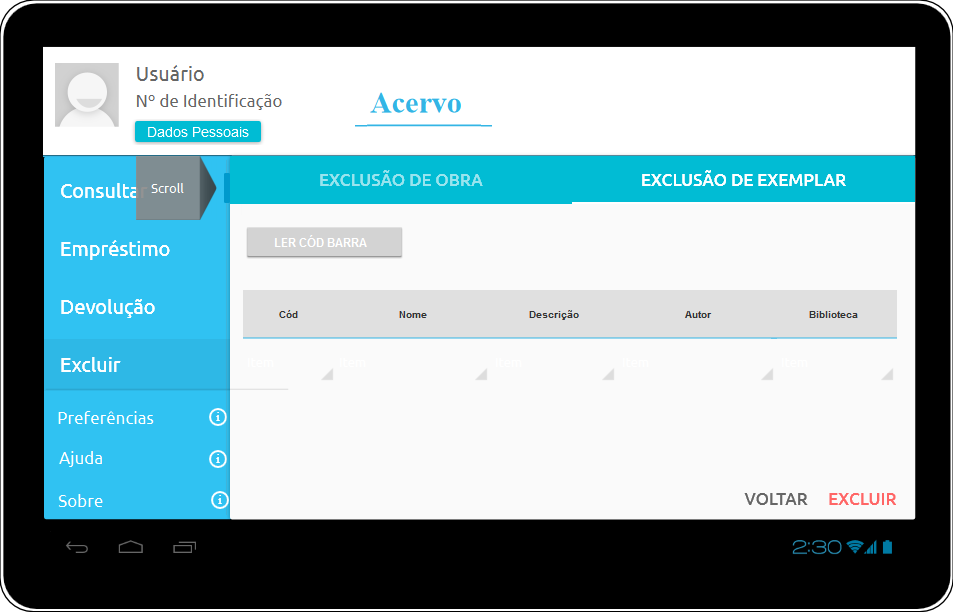 Usuário
Nº de Identificação
Dados Pessoais
Acervo
Consultar
Scroll
EXCLUSÃO DE OBRA
EXCLUSÃO DE EXEMPLAR
Empréstimo
LER CÓD BARRA
Devolução
Cód Nome Descrição Autor Biblioteca
Excluir
Item Item Item Item Item
Preferências
Ajuda
Sobre
VOLTAR EXCLUIR
2:30